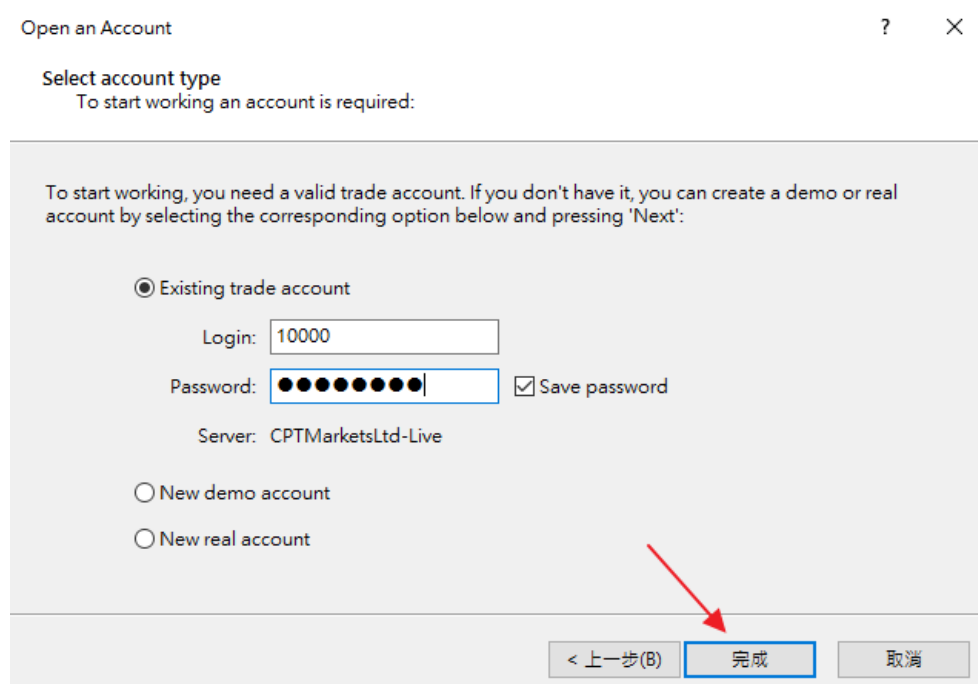 Open an Account
?
Select account type
To start working an account is required:
To start working, you need a valid trade account. If you don't have it, you can create a demo or real
account by selecting the corresponding option below and pressing 'Next':
Existing trade account
Login: 10000
Password: ●●●●●●●● Save password
Server: CPTMarketsLtd-Live
New demo account
New real account
< 上一步(B) 完成 取消